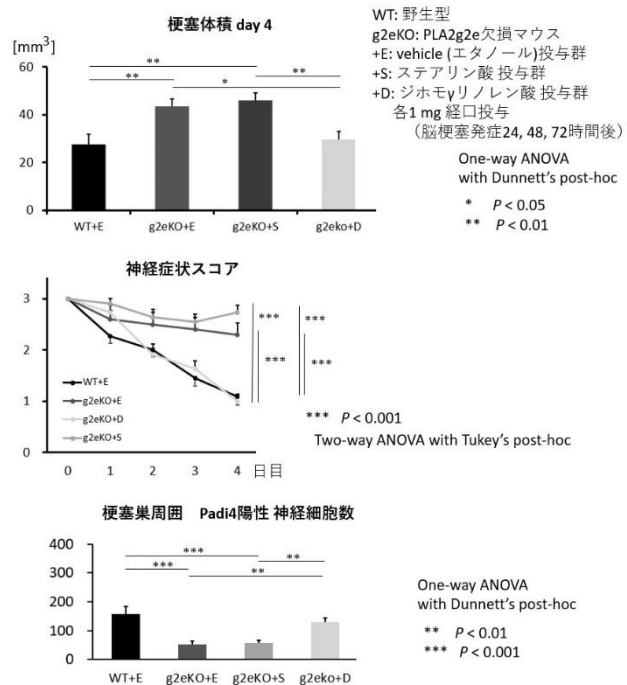 梗塞体積 day 4
[mm³]
60
40
20
0
**
**
*
**
WT+E
g2eKO+E
g2eKO+S
g2eko+D
WT: 野生型
g2eKO: PLA2g2e欠損マウス
+E: vehicle (エタノール)投与群
+S: ステアリン酸 投与群
+D: ジホモγリノレン酸 投与群
各1 mg 経口投与
(脳梗塞発症24, 48, 72時間後)
One-way ANOVA
with Dunnett's post-hoc
* P < 0.05
** P < 0.01
神経症状スコア
3
2
1
0
WT+E
g2eKO+E
g2eKO+D
g2eKO+S
0 1 2 3 4 日目
***
***
***
***
*** P < 0.001
Two-way ANOVA with Tukey's post-hoc
梗塞巣周囲 Padi4陽性 神経細胞数
400
300
200
100
0
***
***
**
**
WT+E
g2eKO+E
g2eKO+S
g2eko+D
One-way ANOVA
with Dunnett's post-hoc
** P < 0.01
*** P < 0.001